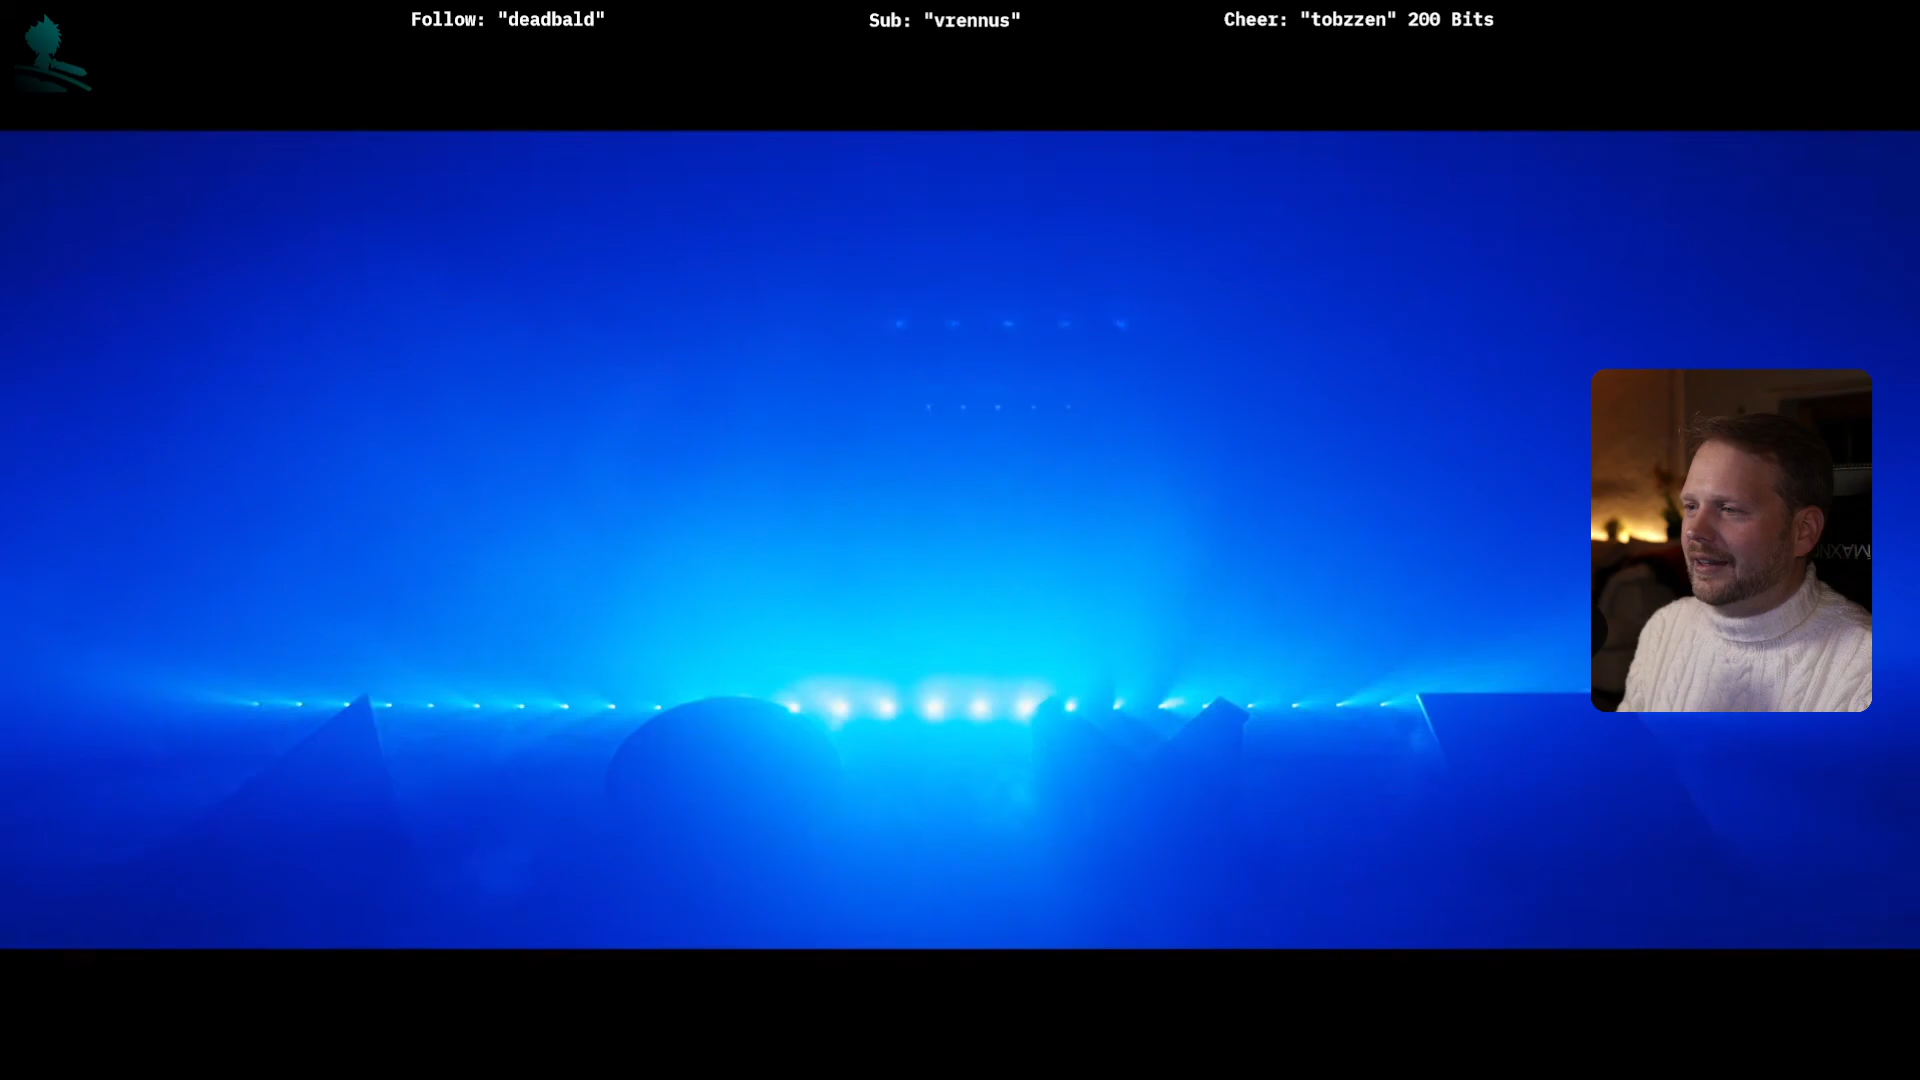 Follow: "deadbald"
Sub: "vrennus"
Cheer: "tobzzen" 200 Bits